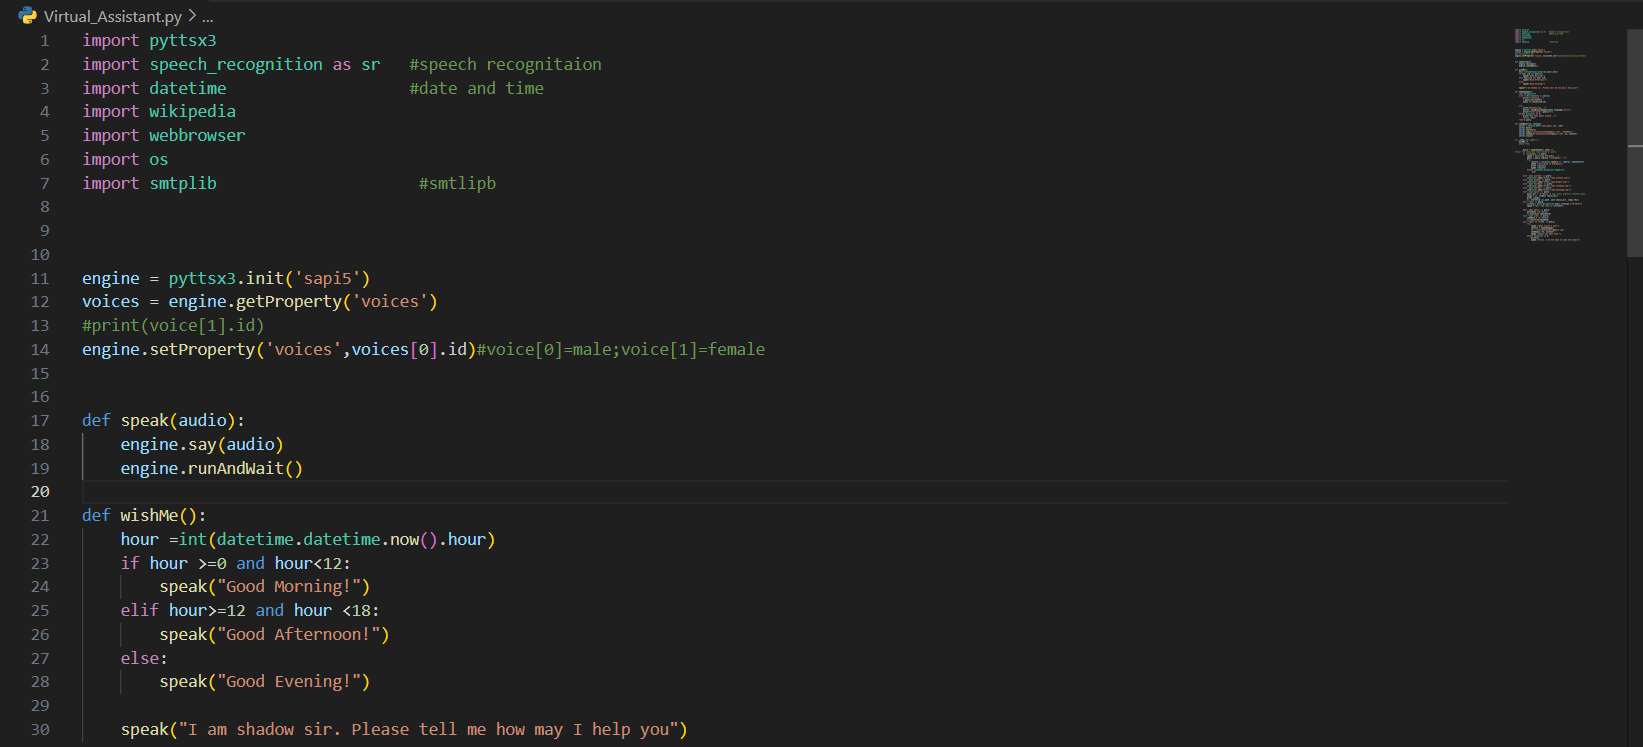 Virtual_Assistant.py > ...
1 import pyttsx3
2 import speech_recognition as sr #speech recognitaion
3 import datetime #date and time
4 import wikipedia
5 import webbrowser
6 import os
7 import smtplib #smtlipb
8
9
10
11 engine = pyttsx3.init('sapi5')
12 voices = engine.getProperty('voices')
13 #print(voice[1].id)
14 engine.setProperty('voices',voices[0].id)#voice[0]=male;voice[1]=female
15
16
17 def speak(audio):
18 engine.say(audio)
19 engine.runAndWait()
20
21 def wishMe():
22 hour =int(datetime.datetime.now().hour)
23 if hour >=0 and hour<12:
24 speak("Good Morning!")
25 elif hour>=12 and hour <18:
26 speak("Good Afternoon!")
27 else:
28 speak("Good Evening!")
29
30 speak("I am shadow sir. Please tell me how may I help you")